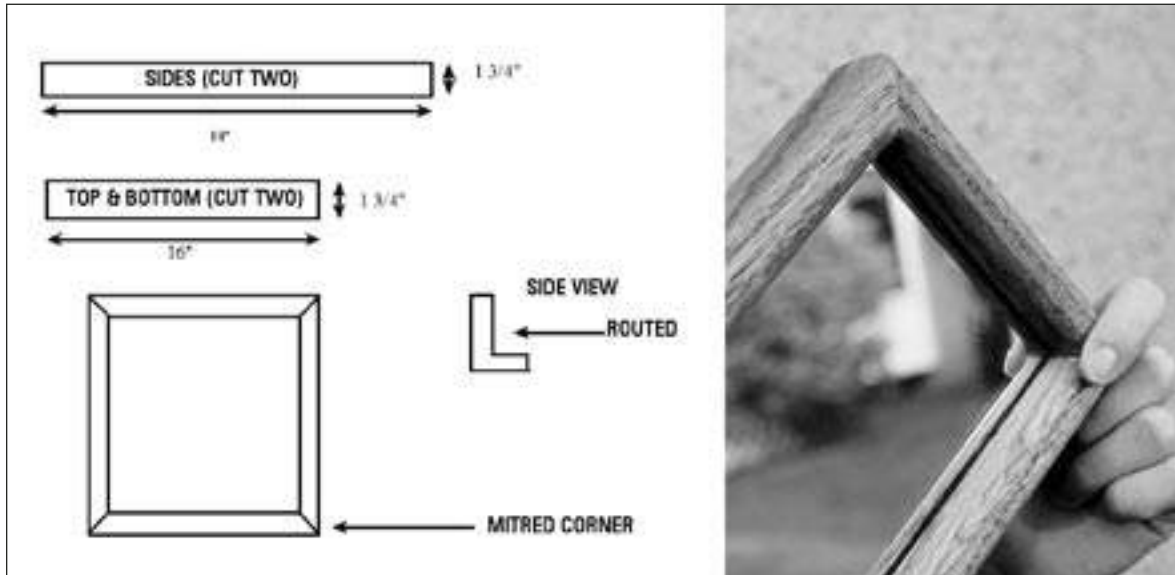 SIDES (CUT TWO)
1 3/4"
TOP & BOTTOM (CUT TWO)
1 3/4"
16"
SIDE VIEW
ROUTED
MITRED CORNER